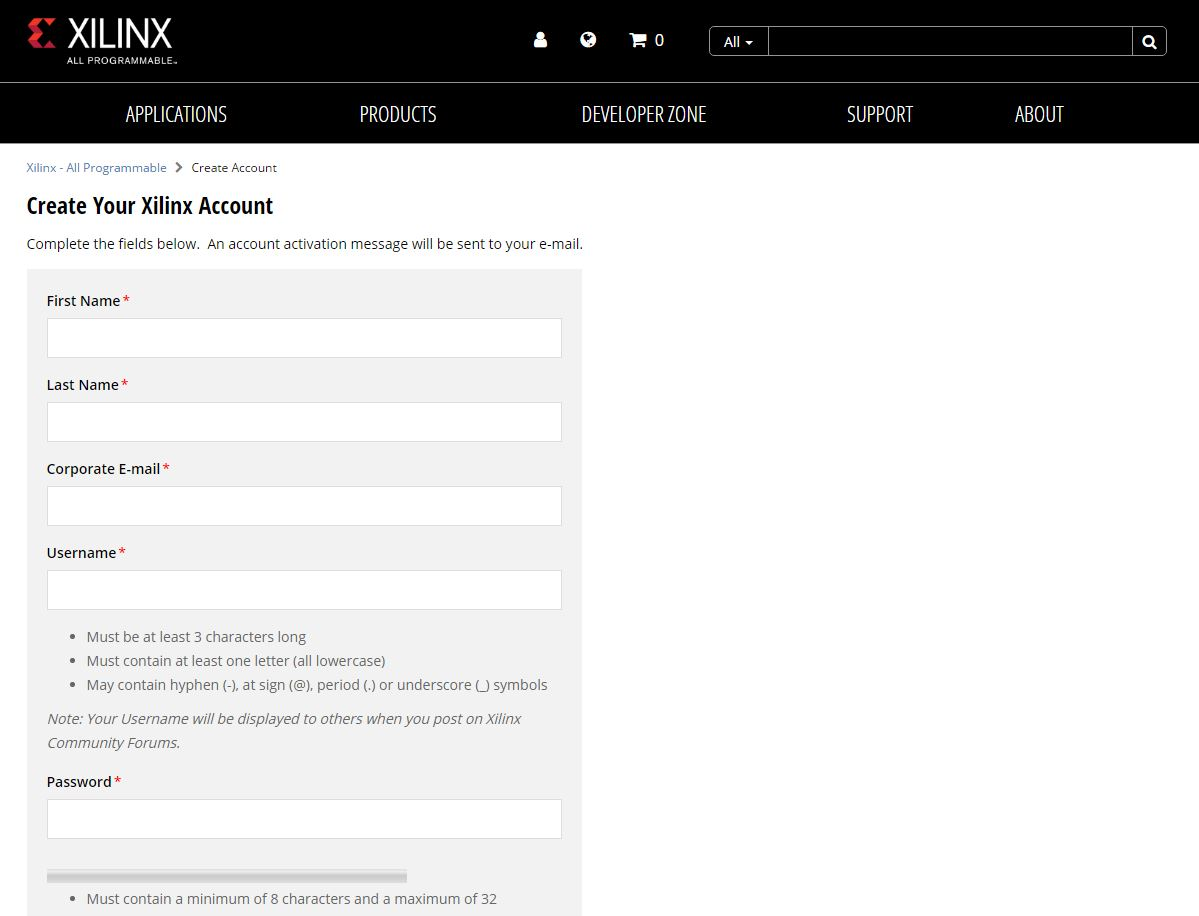 XILINX
ALL PROGRAMMABLE™
0
All
APPLICATIONS
PRODUCTS
DEVELOPER ZONE
SUPPORT
ABOUT
Xilinx - All Programmable
Create Account
Create Your Xilinx Account
Complete the fields below.  An account activation message will be sent to your e-mail.
First Name*
Last Name*
Corporate E-mail*
Username*
• Must be at least 3 characters long
• Must contain at least one letter (all lowercase)
• May contain hyphen (-), at sign (@), period (.) or underscore (_) symbols
Note: Your Username will be displayed to others when you post on Xilinx
Community Forums.
Password*
• Must contain a minimum of 8 characters and a maximum of 32